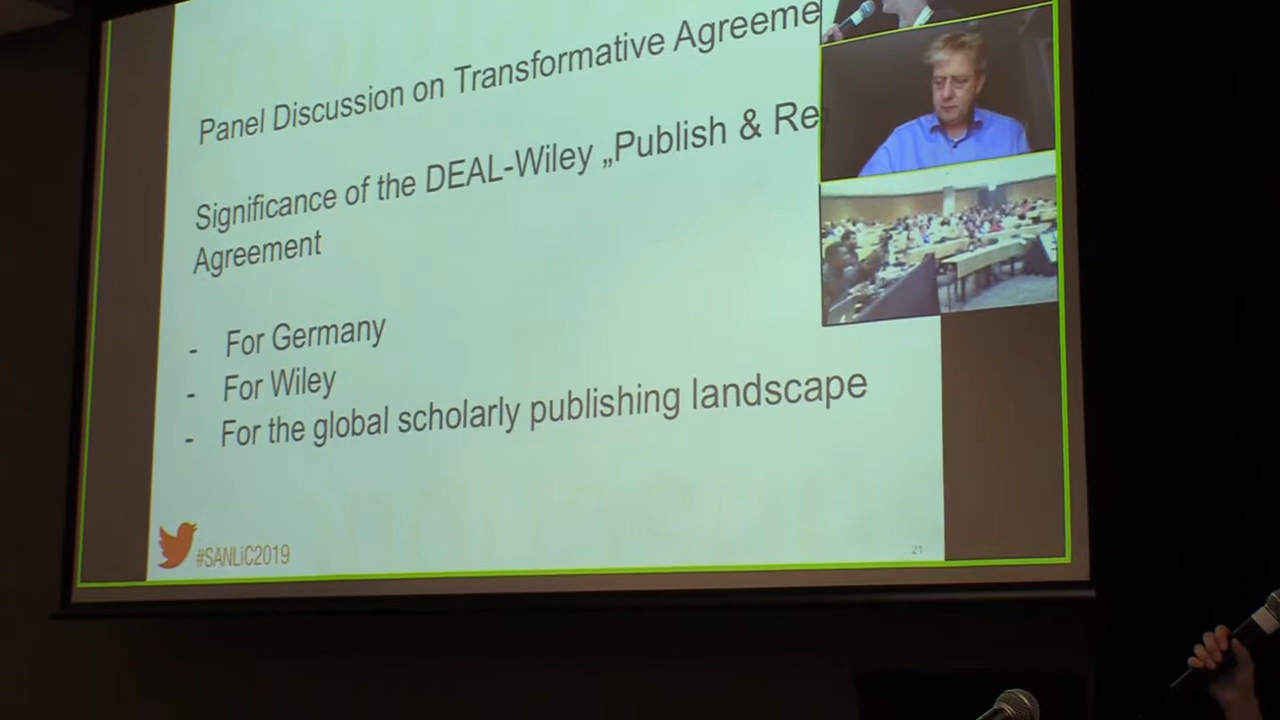 Panel Discussion on Transformative Agreeme
Significance of the DEAL-Wiley „Publish & Re
Agreement
- For Germany
- For Wiley
- For the global scholarly publishing landscape
#SANLiC2019
21